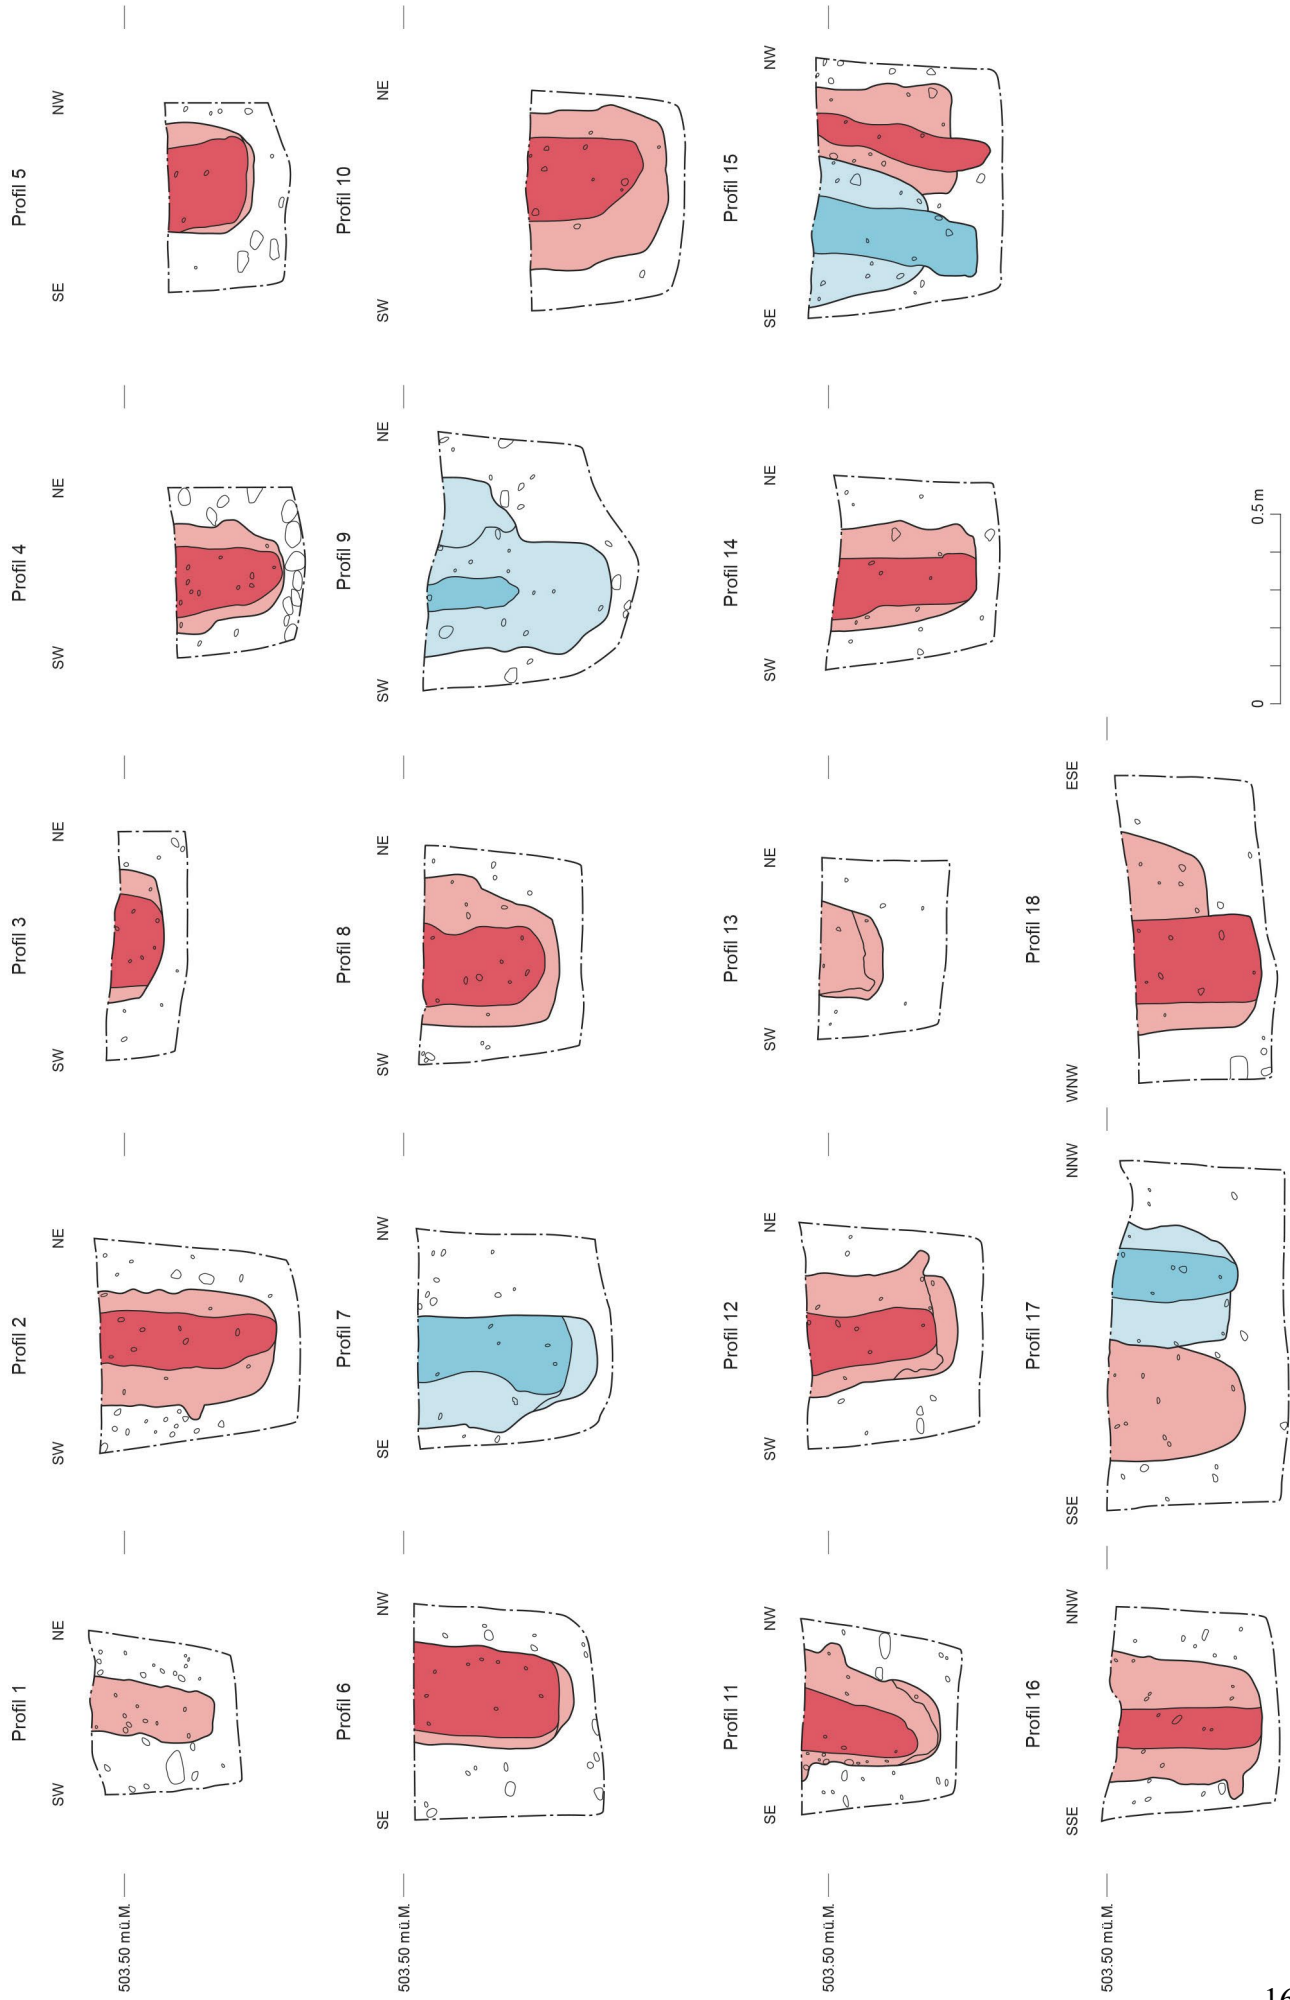 Profil 1
SW NE
Profil 2
SW NE
Profil 3
SW NE
Profil 4
SW NE
Profil 5
SE NW
503.50 mü.M.
Profil 6
SE NW
Profil 7
SE NW
Profil 8
SW NE
Profil 9
SW NE
Profil 10
SW NE
503.50 mü.M.
Profil 11
SE NW
Profil 12
SW NE
Profil 13
SW NE
Profil 14
SW NE
Profil 15
SE NW
503.50 mü.M.
Profil 16
SSE NNW
Profil 17
SSE NNW
Profil 18
WNW ESE
503.50 mü.M.
0 0.5 m